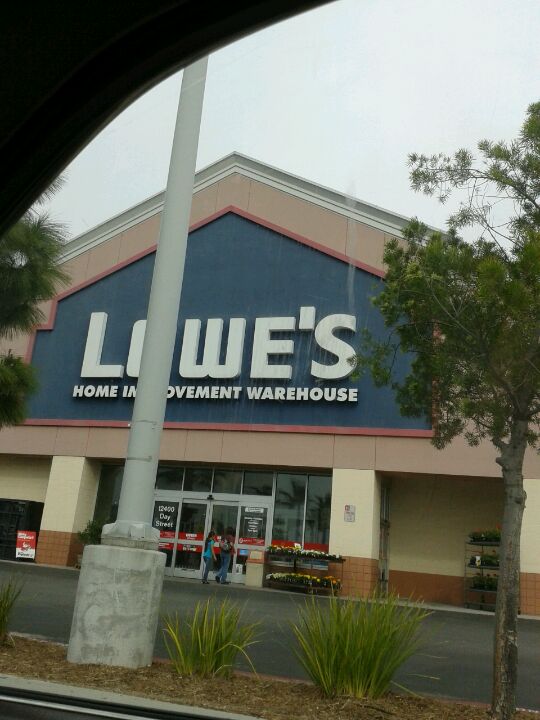 LOWE'S
HOME IMPROVEMENT WAREHOUSE
12400
Day
Street